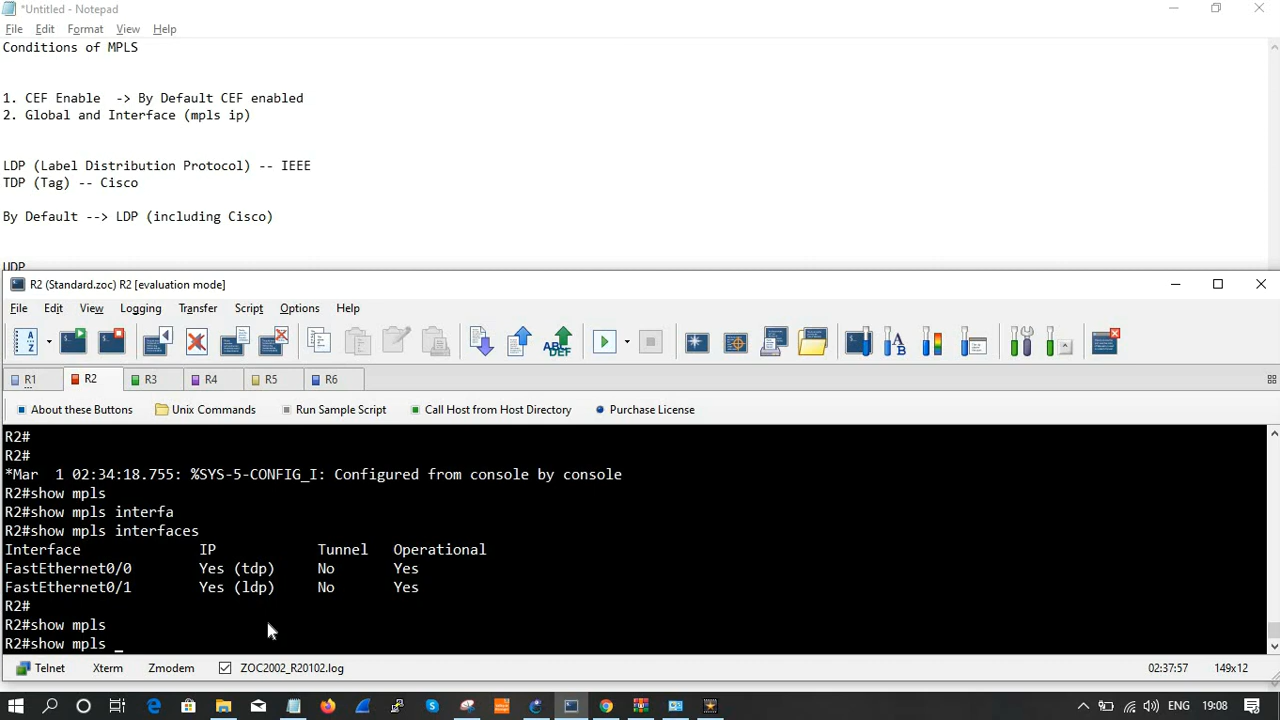 *Untitled - Notepad
File Edit Format View Help
Conditions of MPLS
1. CEF Enable -> By Default CEF enabled
2. Global and Interface (mpls ip)
LDP (Label Distribution Protocol) -- IEEE
TDP (Tag) -- Cisco
By Default --> LDP (including Cisco)
UDP
R2 (Standard.zoc) R2 [evaluation mode]
File Edit View Logging Transfer Script Options Help
R1 R2 R3 R4 R5 R6
About these Buttons Unix Commands Run Sample Script Call Host from Host Directory Purchase License
R2#
R2#
*Mar 1 02:34:18.755: %SYS-5-CONFIG_I: Configured from console by console
R2#show mpls
R2#show mpls interfa
R2#show mpls interfaces
Interface IP Tunnel Operational
FastEthernet0/0 Yes (tdp) No Yes
FastEthernet0/1 Yes (ldp) No Yes
R2#
R2#show mpls
R2#show mpls _
Telnet Xterm Zmodem ZOC2002_R20102.log 02:37:57 149x12
ENG 19:08